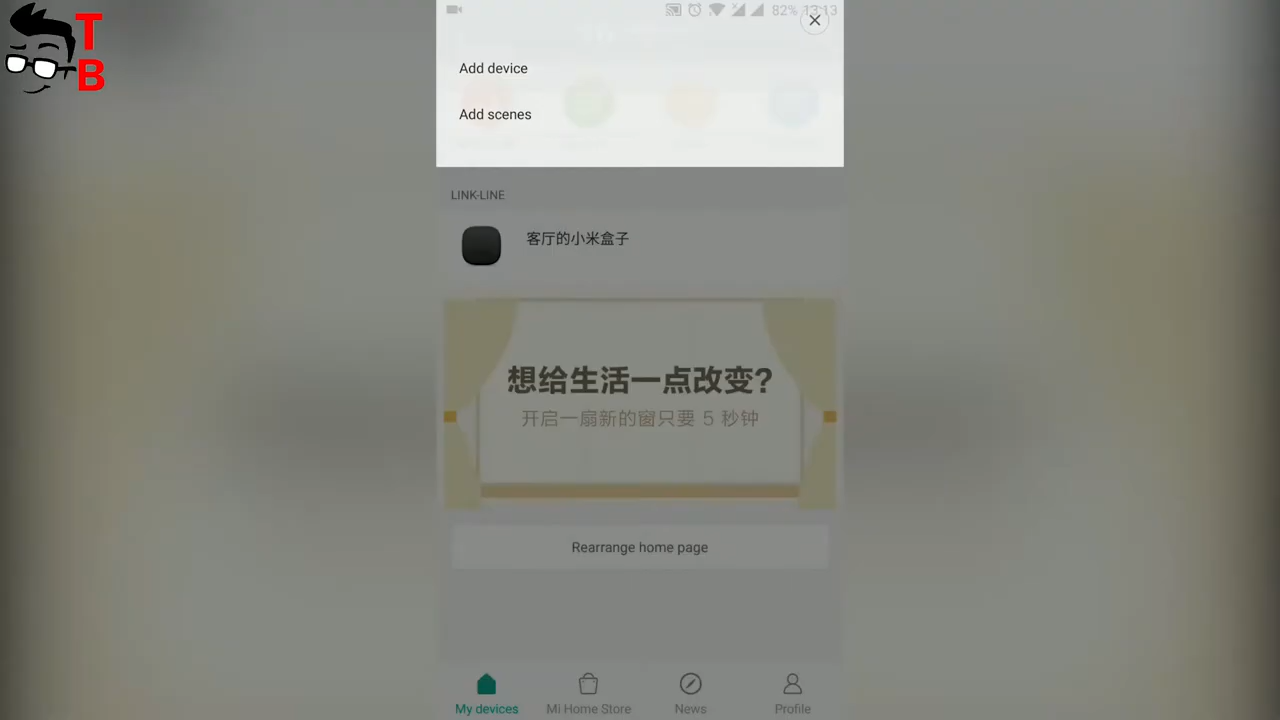 T
B
82% 13:13
Add device
Add scenes
LINK-LINE
客厅的小米盒子
想给生活一点改变?
开启一扇新的窗只要 5 秒钟
Rearrange home page
My devices
Mi Home Store
News
Profile